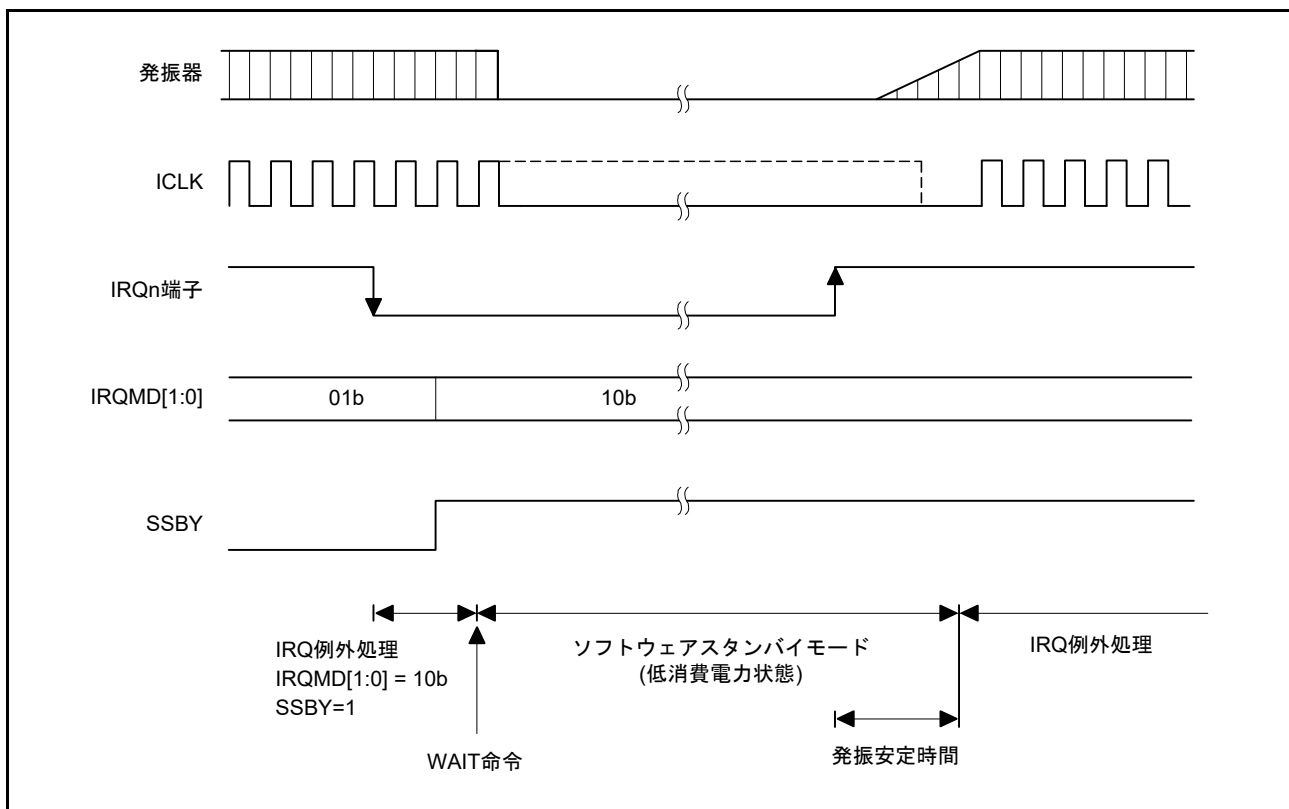 発振器
ICLK
IRQn端子
IRQMD[1:0]
01b
10b
SSBY
IRQ例外処理
IRQMD[1:0] = 10b
SSBY=1
ソフトウェアスタンバイモード
(低消費電力状態)
IRQ例外処理
WAIT命令
発振安定時間